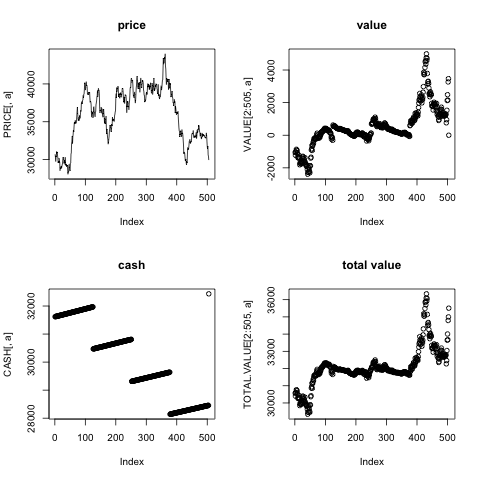 price
PRICE[, a]
30000 35000 40000
0 100 200 300 400 500
Index
value
VALUE[2:505, a]
-2000 0 2000 4000
0 100 200 300 400 500
Index
cash
CASH[, a]
28000 30000 32000
0 100 200 300 400 500
Index
total value
TOTAL.VALUE[2:505, a]
30000 33000 36000
0 100 200 300 400 500
Index